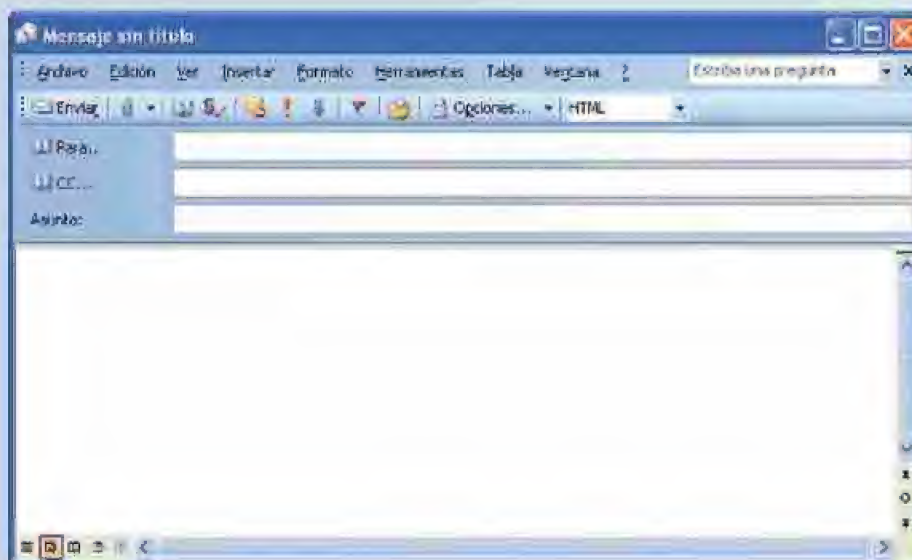 Mensaje sin título
Archivo Edición Ver Insertar Formato Herramientas Tabla Ventana ? Escriba una pregunta
Enviar Opciones... HTML
Para...
CC...
Asunto: